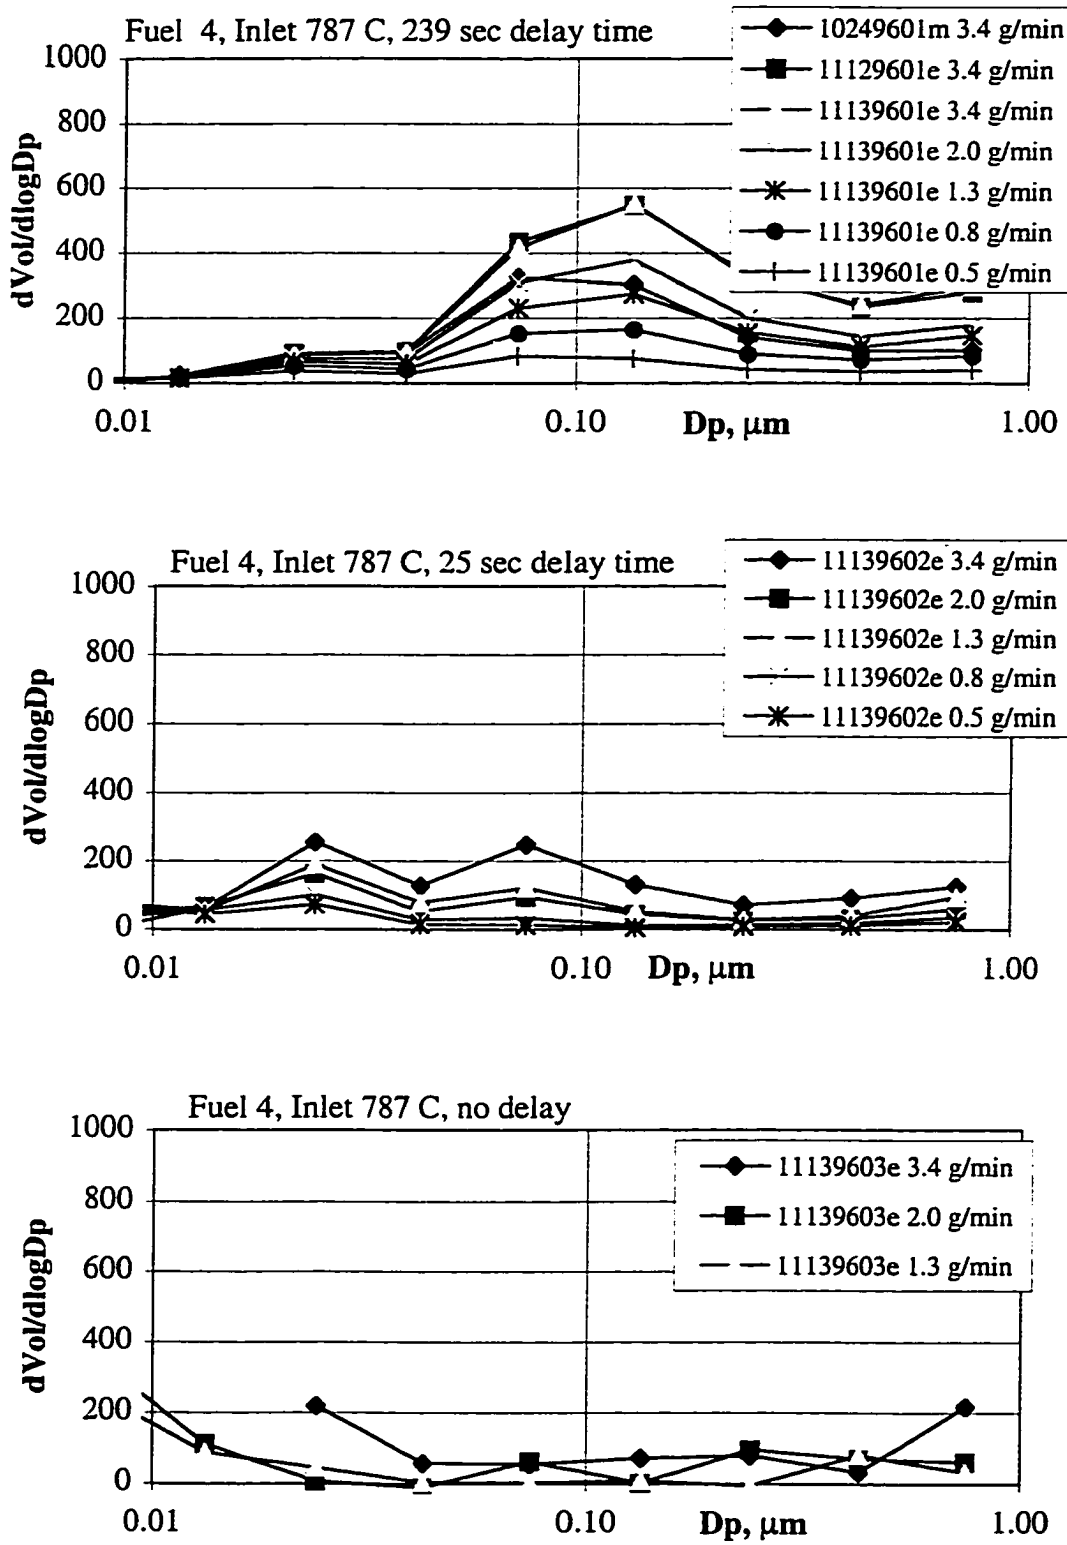 Fuel 4, Inlet 787 C, 239 sec delay time
10249601m 3.4 g/min
11129601e 3.4 g/min
11139601e 3.4 g/min
11139601e 2.0 g/min
11139601e 1.3 g/min
11139601e 0.8 g/min
11139601e 0.5 g/min
dVol/dlogDp
1000
800
600
400
200
0
0.01
0.10
Dp, μm
1.00
Fuel 4, Inlet 787 C, 25 sec delay time
11139602e 3.4 g/min
11139602e 2.0 g/min
11139602e 1.3 g/min
11139602e 0.8 g/min
11139602e 0.5 g/min
dVol/dlogDp
1000
800
600
400
200
0
0.01
0.10
Dp, μm
1.00
Fuel 4, Inlet 787 C, no delay
11139603e 3.4 g/min
11139603e 2.0 g/min
11139603e 1.3 g/min
dVol/dlogDp
1000
800
600
400
200
0
0.01
0.10
Dp, μm
1.00